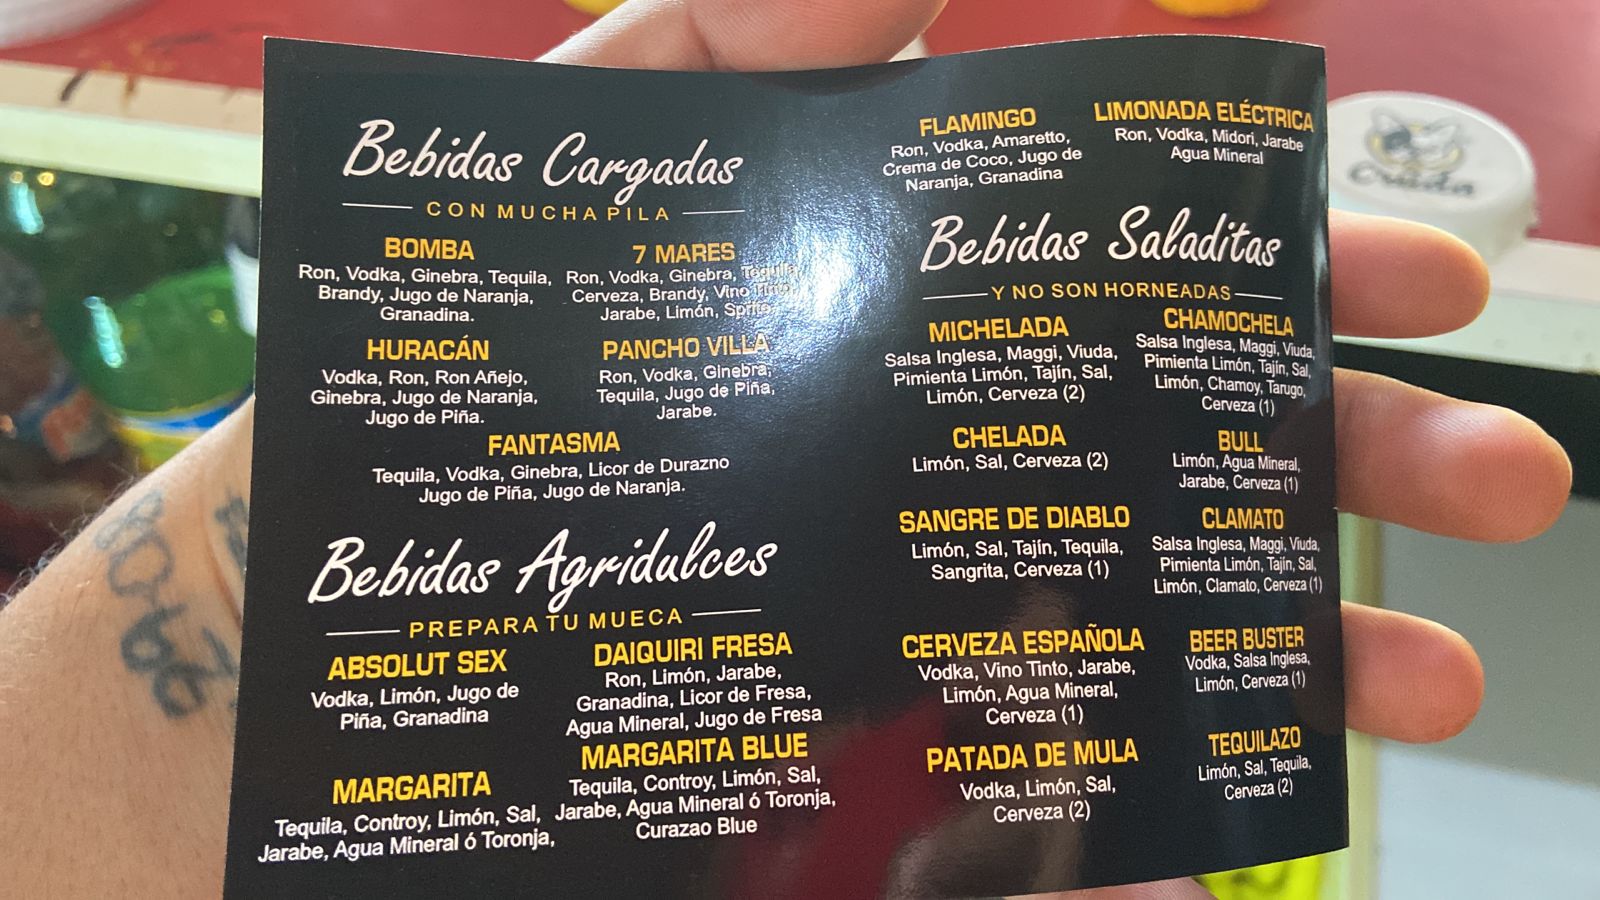 Bebidas Cargadas
CON MUCHA PILA
BOMBA
Ron, Vodka, Ginebra, Tequila,
Brandy, Jugo de Naranja,
Granadina.
7 MARES
Ron, Vodka, Ginebra, Tequila,
Cerveza, Brandy, Vino Tinto,
Jarabe, Limón, Sprite.
HURACÁN
Vodka, Ron, Ron Añejo,
Ginebra, Jugo de Naranja,
Jugo de Piña.
PANCHO VILLA
Ron, Vodka, Ginebra,
Tequila, Jugo de Piña,
Jarabe.
FANTASMA
Tequila, Vodka, Ginebra, Licor de Durazno
Jugo de Piña, Jugo de Naranja.
Bebidas Agridulces
PREPARA TU MUECA
ABSOLUT SEX
Vodka, Limón, Jugo de
Piña, Granadina
DAIQUIRI FRESA
Ron, Limón, Jarabe,
Granadina, Licor de Fresa,
Agua Mineral, Jugo de Fresa
MARGARITA
Tequila, Controy, Limón, Sal,
Jarabe, Agua Mineral ó Toronja,
MARGARITA BLUE
Tequila, Controy, Limón, Sal,
Jarabe, Agua Mineral ó Toronja,
Curazao Blue
FLAMINGO
Ron, Vodka, Amaretto,
Crema de Coco, Jugo de
Naranja, Granadina
LIMONADA ELÉCTRICA
Ron, Vodka, Midori, Jarabe
Agua Mineral
Bebidas Saladitas
Y NO SON HORNEADAS
MICHELADA
Salsa Inglesa, Maggi, Viuda,
Pimienta Limón, Tajín, Sal,
Limón, Cerveza (2)
CHAMOCHELA
Salsa Inglesa, Maggi, Viuda,
Pimienta Limón, Tajín, Sal,
Limón, Chamoy, Tarugo,
Cerveza (1)
CHELADA
Limón, Sal, Cerveza (2)
BULL
Limón, Agua Mineral,
Jarabe, Cerveza (1)
SANGRE DE DIABLO
Limón, Sal, Tajín, Tequila,
Sangrita, Cerveza (1)
CLAMATO
Salsa Inglesa, Maggi, Viuda,
Pimienta Limón, Tajín, Sal,
Limón, Clamato, Cerveza (1)
CERVEZA ESPAÑOLA
Vodka, Vino Tinto, Jarabe,
Limón, Agua Mineral,
Cerveza (1)
BEER BUSTER
Vodka, Salsa Inglesa,
Limón, Cerveza (1)
PATADA DE MULA
Vodka, Limón, Sal,
Cerveza (2)
TEQUILAZO
Limón, Sal, Tequila,
Cerveza (2)